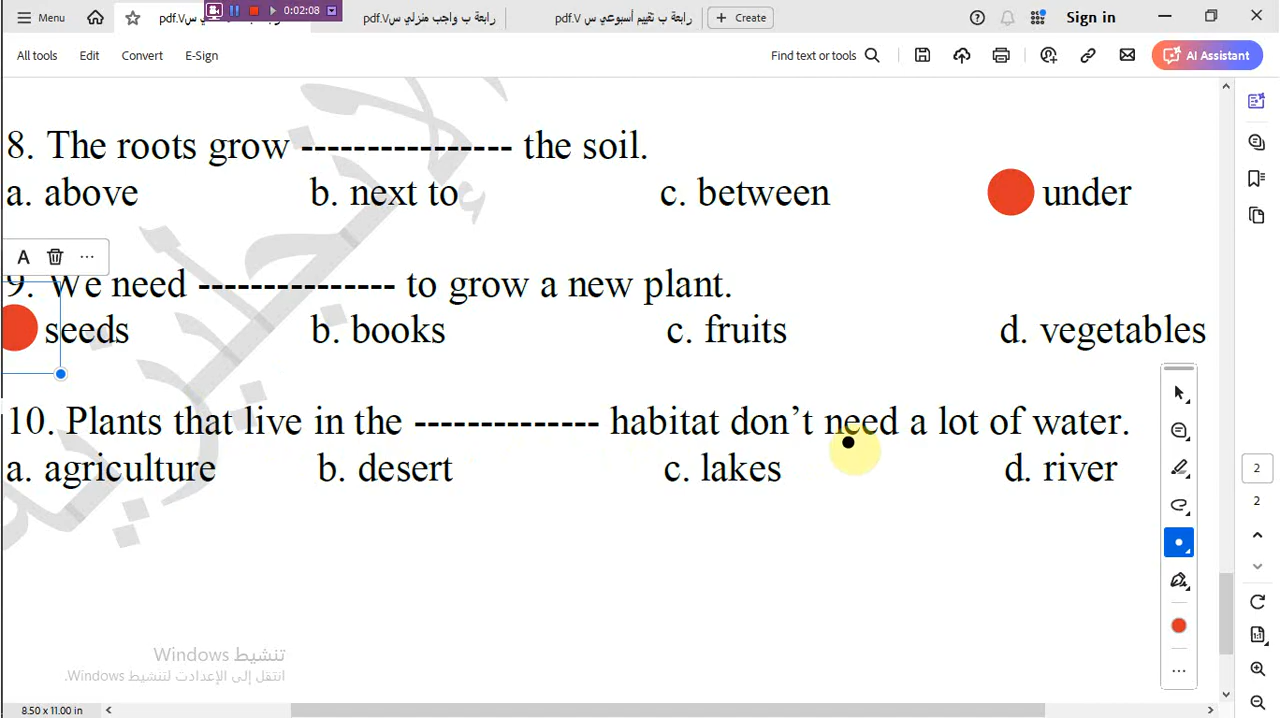 Menu
V.سي
0:02:08
رابعة ب واجب منزلي س7.pdf
رابعة ب تقييم أسبوعي س 7.pdf
+ Create
Sign in
All tools Edit Convert E-Sign
Find text or tools
AI Assistant
8. The roots grow ---------------- the soil.
a. above b. next to c. between under
A
9. We need --------------- to grow a new plant.
seeds b. books c. fruits d. vegetables
10. Plants that live in the -------------- habitat don't need a lot of water.
a. agriculture b. desert c. lakes d. river
2
2
تنشيط Windows
انتقل إلى الإعدادات لتنشيط Windows.
8.50 x 11.00 in